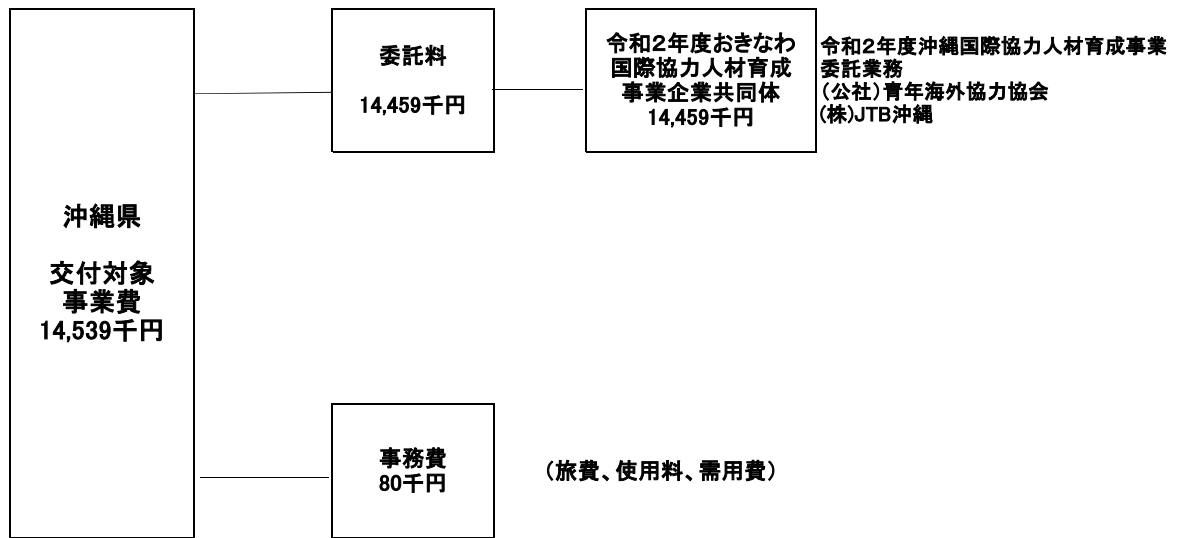 沖縄県
交付対象
事業費
14,539千円
委託料
14,459千円
令和2年度おきなわ
国際協力人材育成
事業企業共同体
14,459千円
令和2年度沖縄国際協力人材育成事業
委託業務
(公社)青年海外協力協会
(株)JTB沖縄
事務費
80千円
(旅費、使用料、需用費)